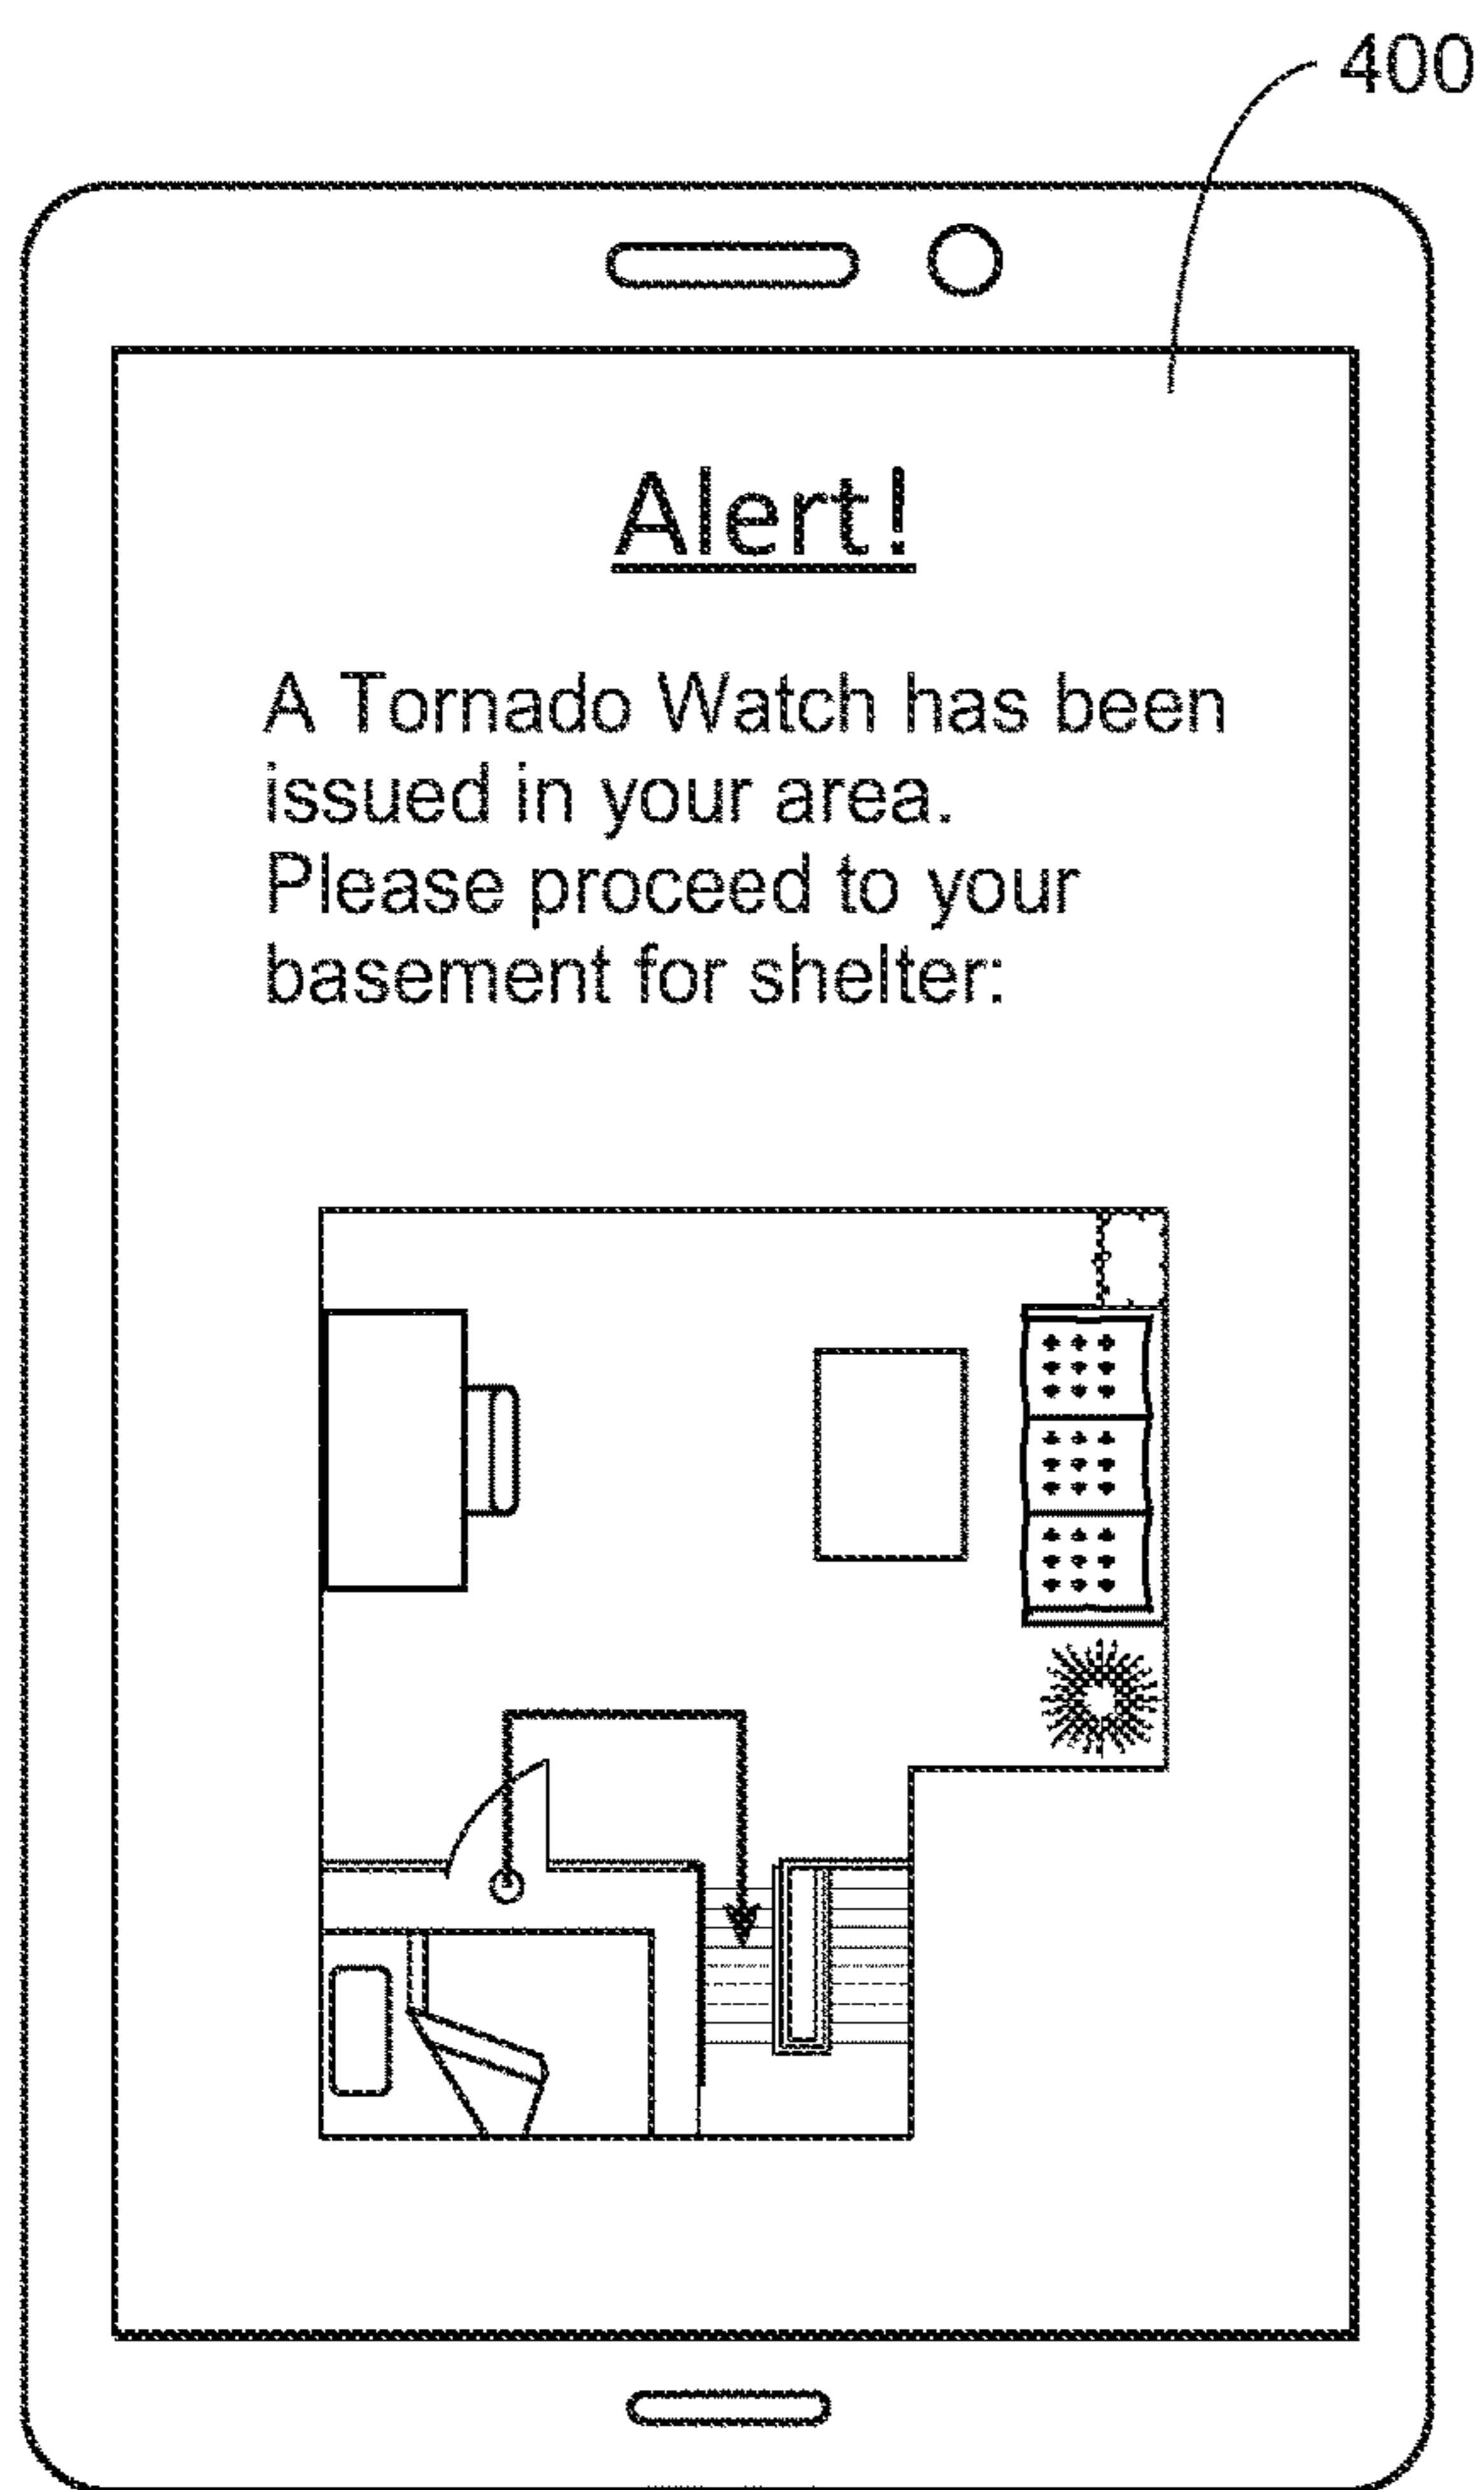 400
Alert!
A Tornado Watch has been
issued in your area.
Please proceed to your
basement for shelter: